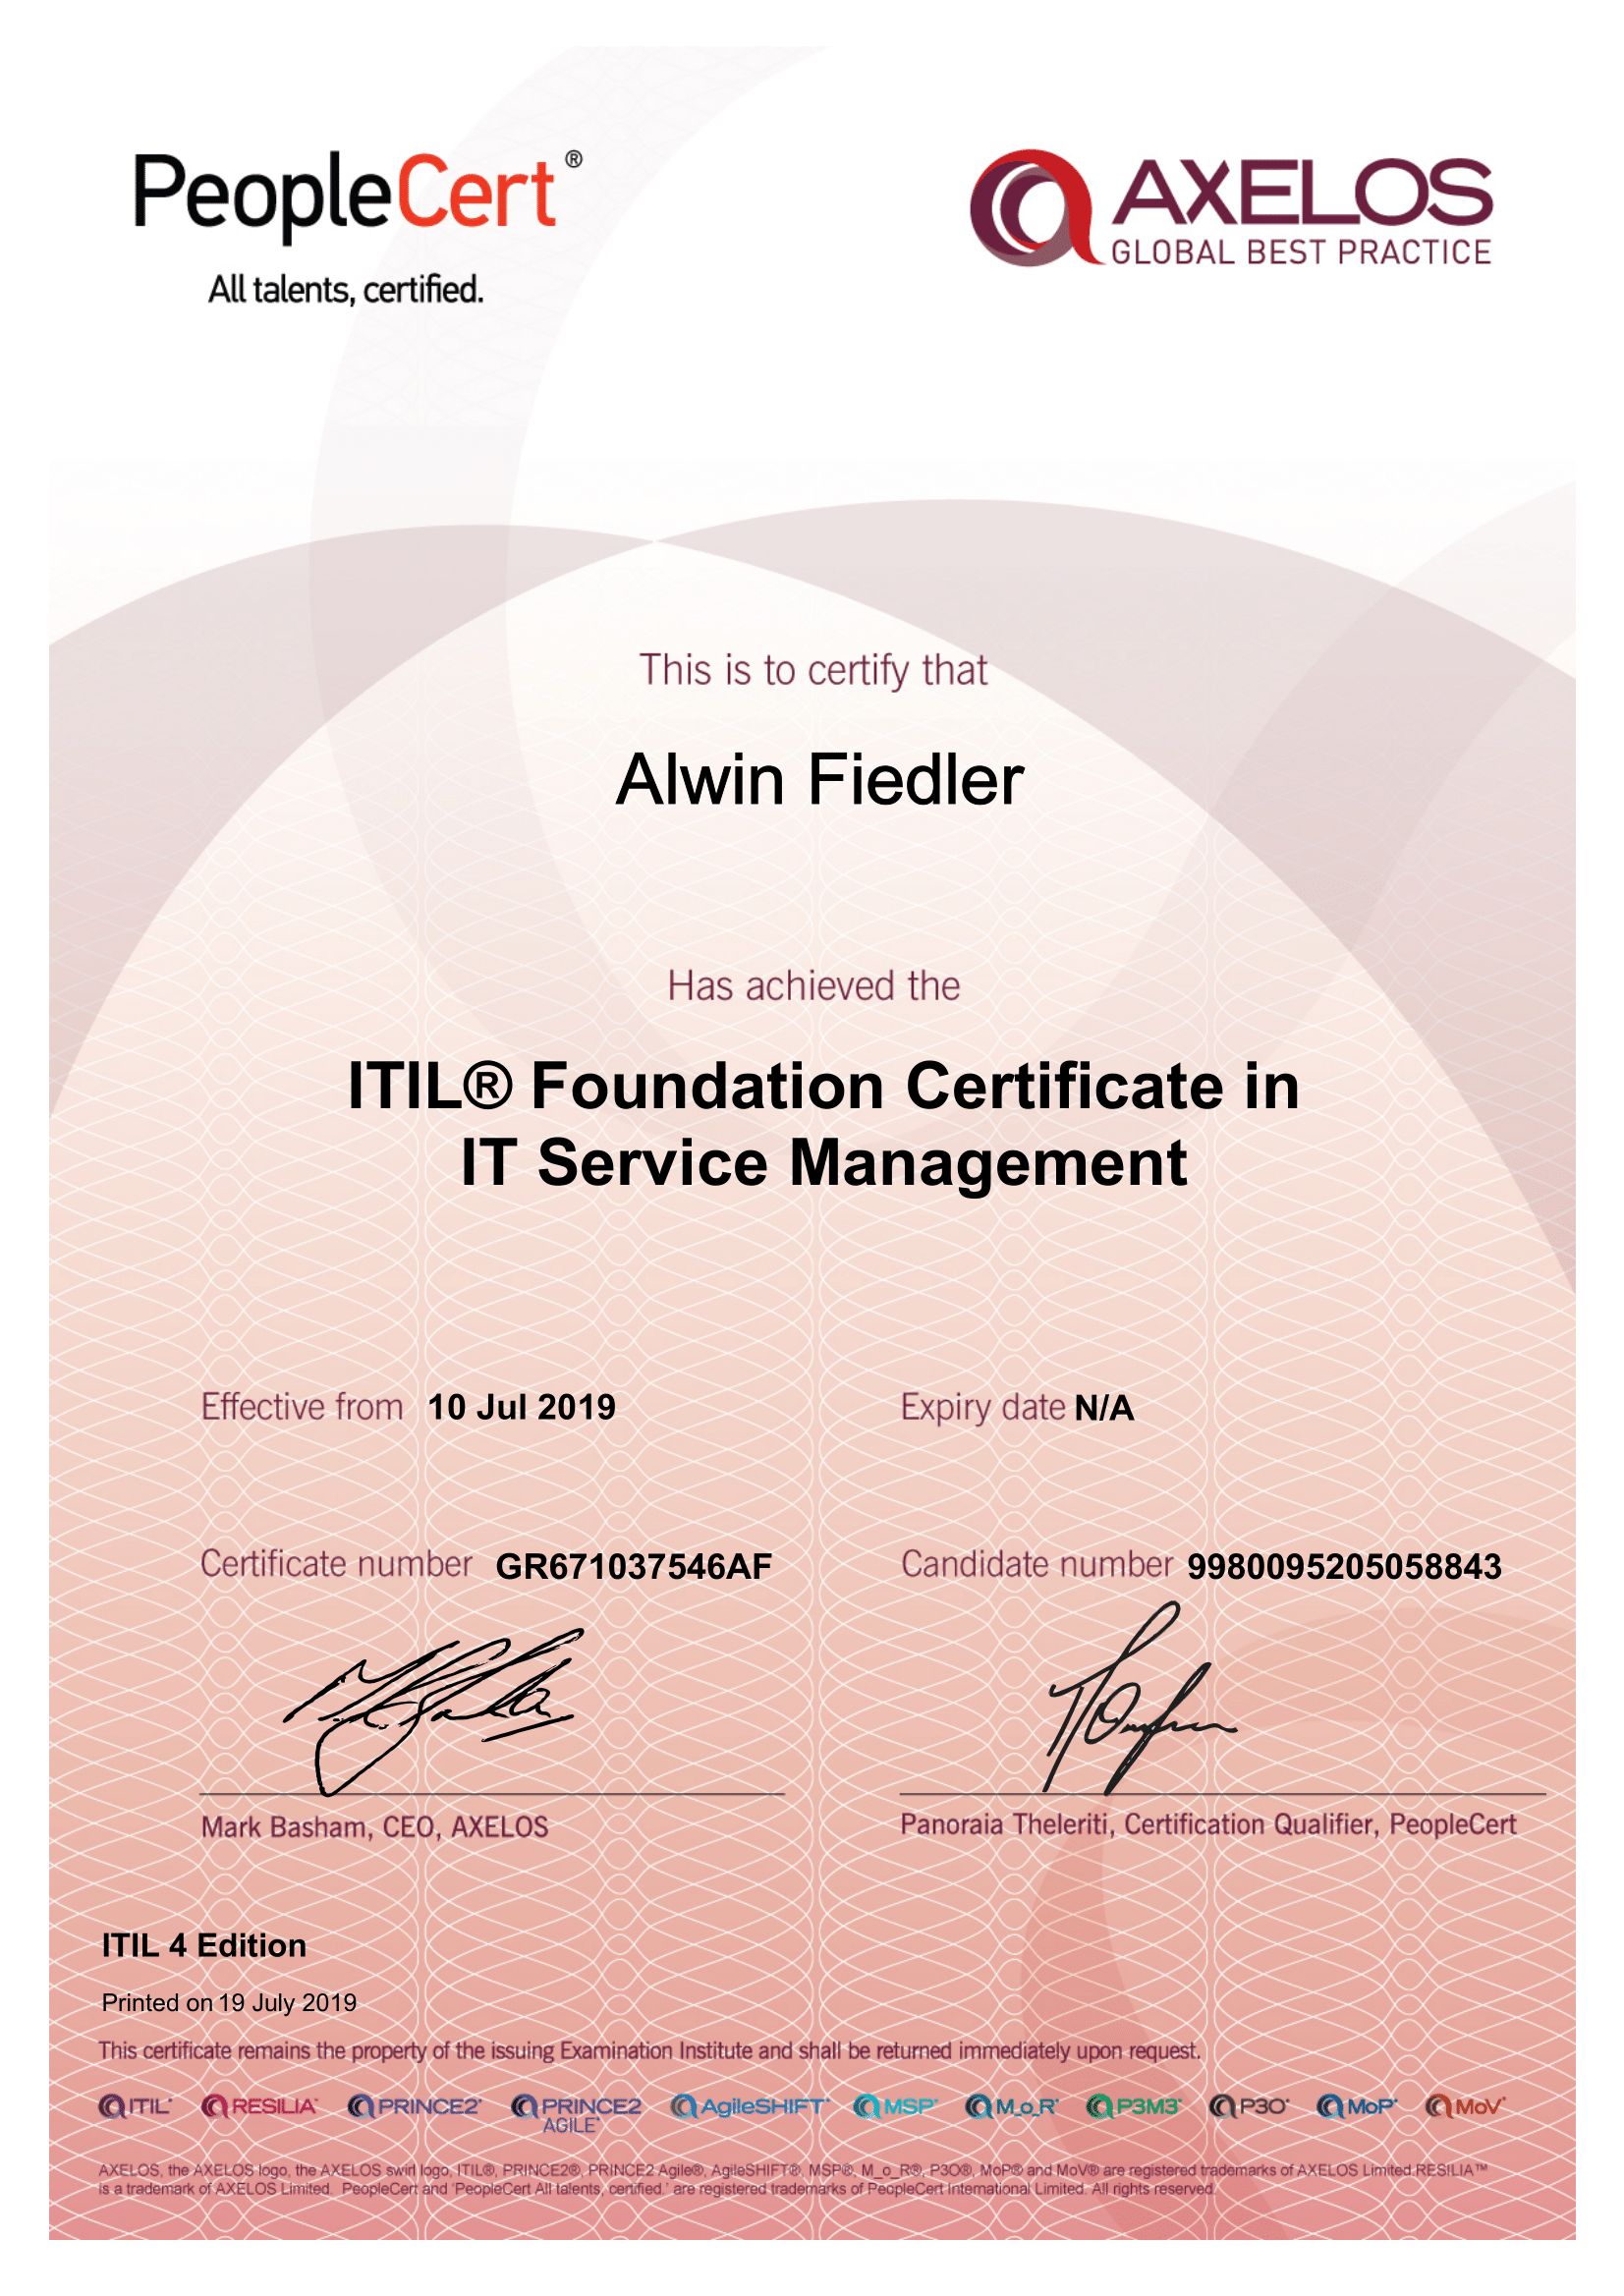 PeopleCert®
All talents, certified.
AXELOS
GLOBAL BEST PRACTICE
This is to certify that
Alwin Fiedler
Has achieved the
ITIL® Foundation Certificate in
IT Service Management
Effective from 10 Jul 2019
Expiry date N/A
Certificate number GR671037546AF
Candidate number 9980095205058843
Mark Basham, CEO, AXELOS
Panoraia Theleriti, Certification Qualifier, PeopleCert
ITIL 4 Edition
Printed on 19 July 2019
This certificate remains the property of the issuing Examination Institute and shall be returned immediately upon request.
ITIL® RESILIA® PRINCE2® PRINCE2 AGILE® AgileSHIFT® MSP® M_o_R® P3M3® P3O® MoP® MoV®
AXELOS, the AXELOS logo, the AXELOS swirl logo, ITIL®, PRINCE2®, PRINCE2 Agile®, AgileSHIFT®, MSP®, M_o_R®, P3O®, MoP® and MoV® are registered trademarks of AXELOS Limited.RESILIA™
is a trademark of AXELOS Limited. PeopleCert and 'PeopleCert All talents, certified.' are registered trademarks of PeopleCert International Limited. All rights reserved.